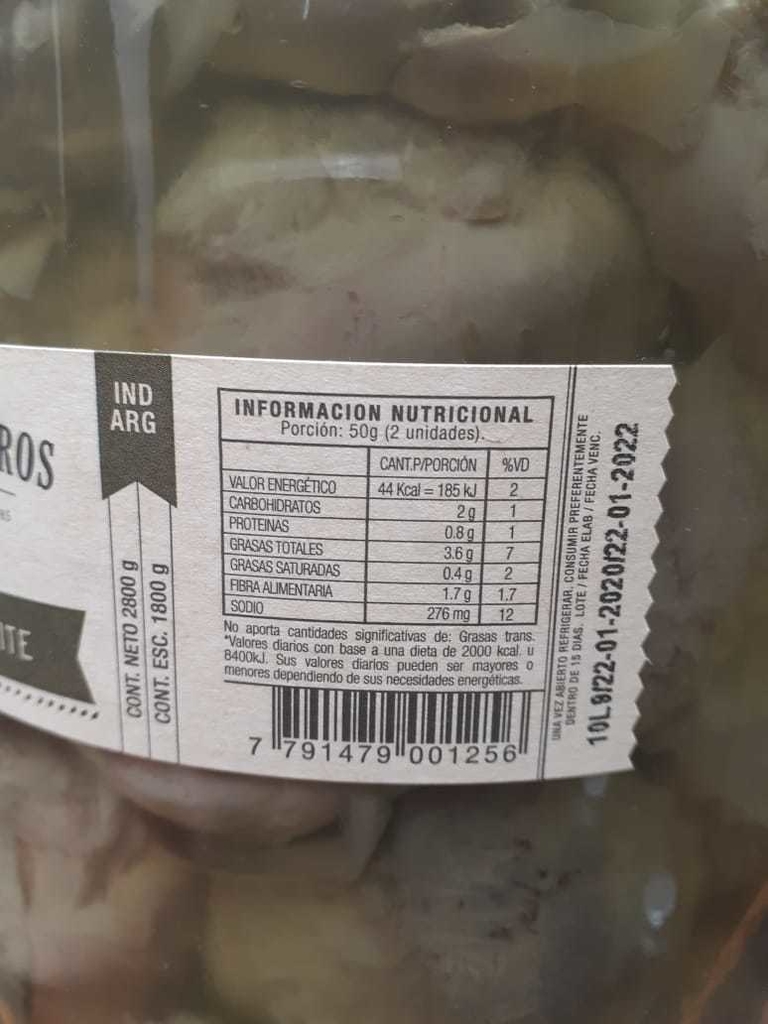 ROS
ITE
IND
ARG
CONT. NETO 2800 g
CONT. ESC. 1800 g
INFORMACION NUTRICIONAL
Porción: 50g (2 unidades).
CANT.P/PORCIÓN %VD
VALOR ENERGÉTICO 44 Kcal = 185 kJ 2
CARBOHIDRATOS 2 g 1
PROTEINAS 0.8 g 1
GRASAS TOTALES 3.6 g 7
GRASAS SATURADAS 0.4 g 2
FIBRA ALIMENTARIA 1.7 g 1.7
SODIO 276 mg 12
No aporta cantidades significativas de: Grasas trans.
*Valores diarios con base a una dieta de 2000 kcal. u
8400kJ. Sus valores diarios pueden ser mayores o
menores dependiendo de sus necesidades energéticas.
7 791479 001256
UNA VEZ ABIERTO REFRIGERAR, CONSUMIR PREFERENTEMENTE
DENTRO DE 15 DIAS. LOTE / FECHA ELAB / FECHA VENC.
10L9/22-01-2020/22-01-2022